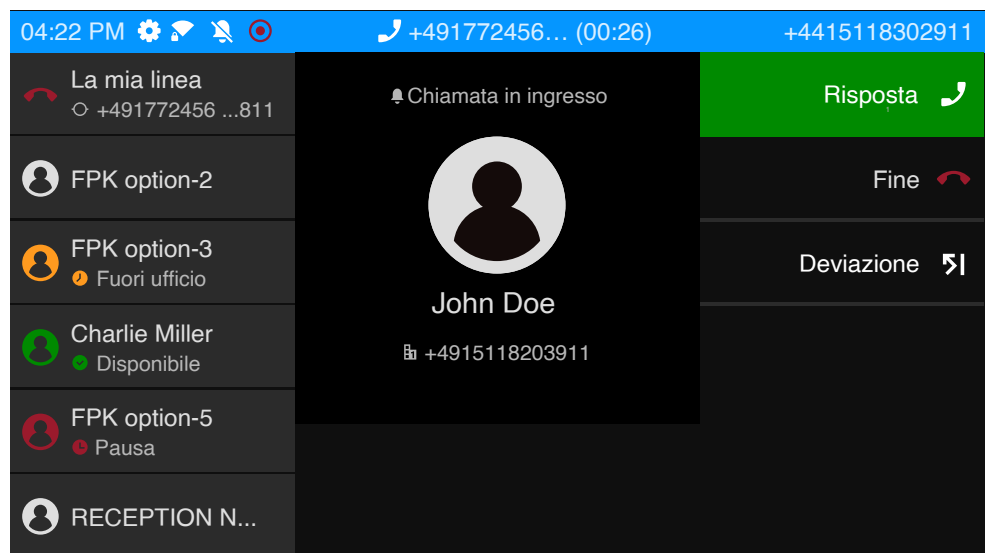 04:22 PM
+491772456… (00:26)
+4415118302911
La mia linea
+491772456 ...811
FPK option-2
FPK option-3
Fuori ufficio
Charlie Miller
Disponibile
FPK option-5
Pausa
RECEPTION N...
Chiamata in ingresso
John Doe
+4915118203911
Risposta
Fine
Deviazione